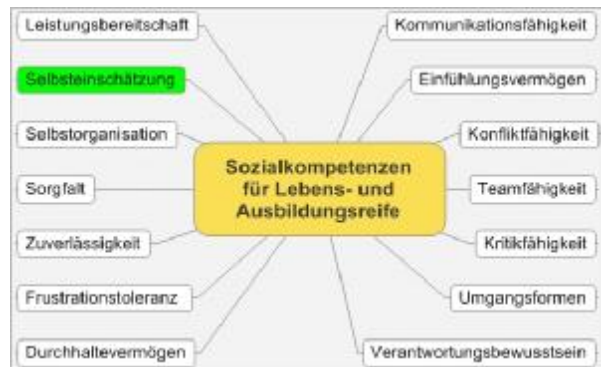 Leistungsbereitschaft
Selbsteinschätzung
Selbstorganisation
Sorgfalt
Zuverlässigkeit
Frustrationstoleranz
Durchhaltevermögen
Sozialkompetenzen
für Lebens- und
Ausbildungsreife
Kommunikationsfähigkeit
Einfühlungsvermögen
Konfliktfähigkeit
Teamfähigkeit
Kritikfähigkeit
Umgangsformen
Verantwortungsbewusstsein